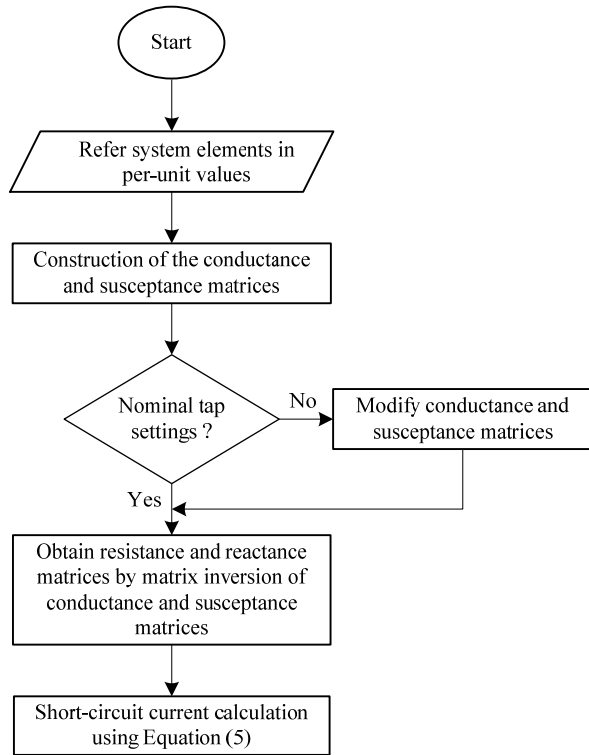 Start
Refer system elements in
per-unit values
Construction of the conductance
and susceptance matrices
Nominal tap
settings ?
No
Modify conductance and
susceptance matrices
Yes
Obtain resistance and reactance
matrices by matrix inversion of
conductance and susceptance
matrices
Short-circuit current calculation
using Equation (5)